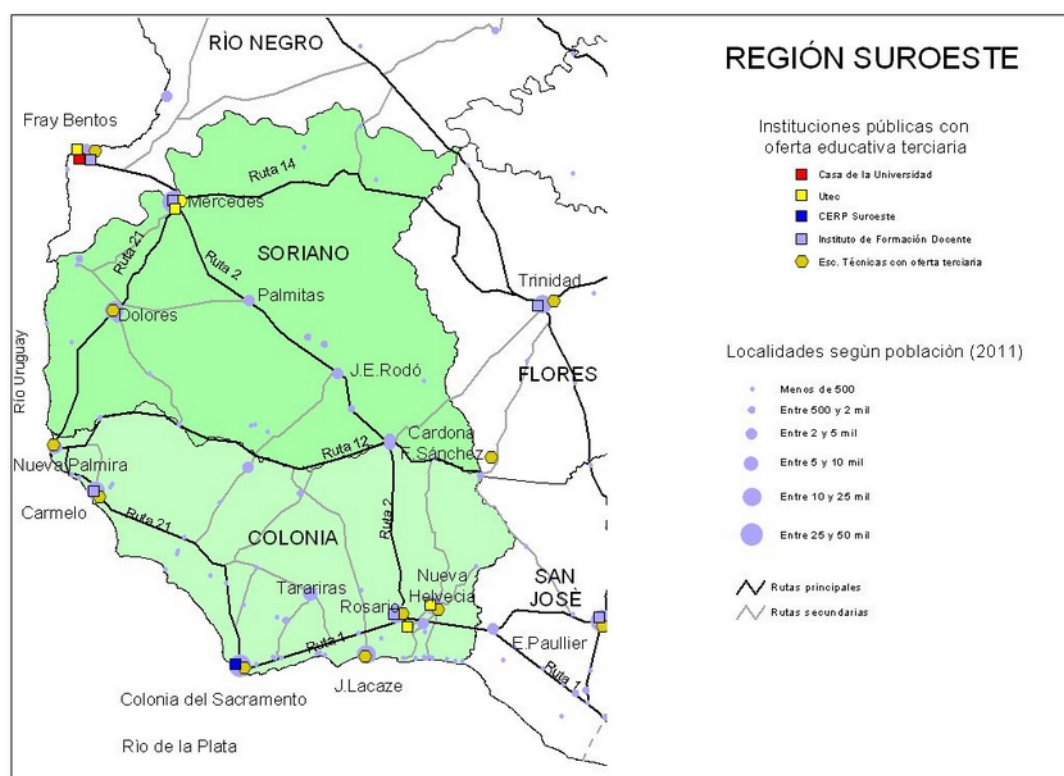 RÌO NEGRO
Fray Bentos
Ruta 14
Mercedes
Ruta 21
Ruta 2
SORIANO
Palmitas
Dolores
Trinidad
Río Uruguay
J.E.Rodó
FLORES
Cardona
F.Sánchez
Ruta 12
Nueva Palmira
Carmelo
Ruta 21
Ruta 2
COLONIA
Tarariras
Nueva
Helvecia
Rosario
SAN
JOSÈ
Ruta 1
E.Paullier
Ruta 1
J.Lacaze
Colonia del Sacramento
Rìo de la Plata
REGIÓN SUROESTE
Instituciones públicas con
oferta educativa terciaria
Casa de la Universidad
Utec
CERP Suroeste
Instituto de Formación Docente
Esc. Técnicas con oferta terciaria
Localidades segùn población (2011)
Menos de 500
Entre 500 y 2 mil
Entre 2 y 5 mil
Entre 5 y 10 mil
Entre 10 y 25 mil
Entre 25 y 50 mil
Rutas principales
Rutas secundarias